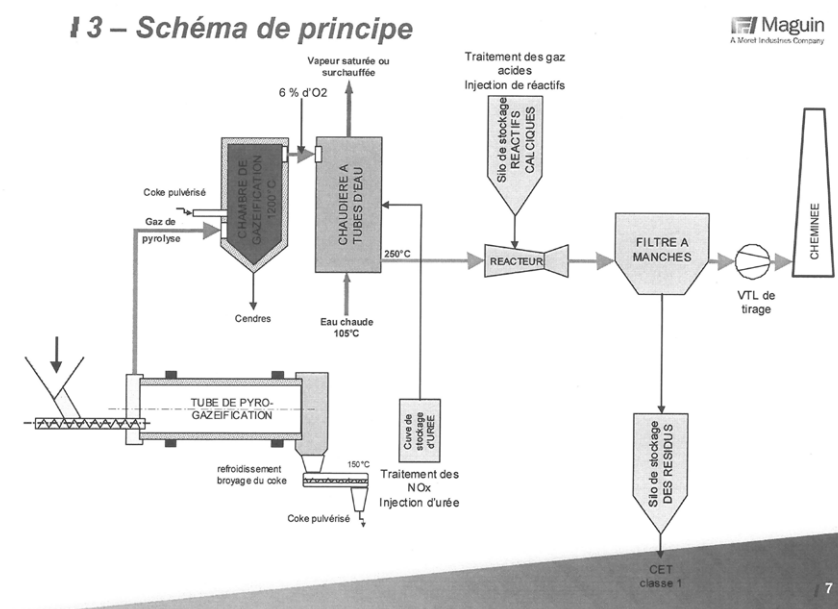 3 – Schéma de principe
Maguin
A Moret Industries Company
Vapeur saturée ou
surchauffée
6 % d'O2
Traitement des gaz
acides
Injection de réactifs
Silo de stockage
REACTIFS
CALCIQUES
CHAMBRE DE
GAZEIFICATION
1200°C
CHAUDIERE A
TUBES D'EAU
Coke pulvérisé
Gaz de
pyrolyse
250°C
REACTEUR
FILTRE A
MANCHES
CHEMINEE
VTL de
tirage
Cendres
Eau chaude
105°C
TUBE DE PYRO-
GAZEIFICATION
Cuve de
stockage
d'UREE
Silo de stockage
DES RESIDUS
refroidissement
broyage du coke
150°C
Traitement des
NOx
Injection d'urée
Coke pulvérisé
CET
classe 1
7